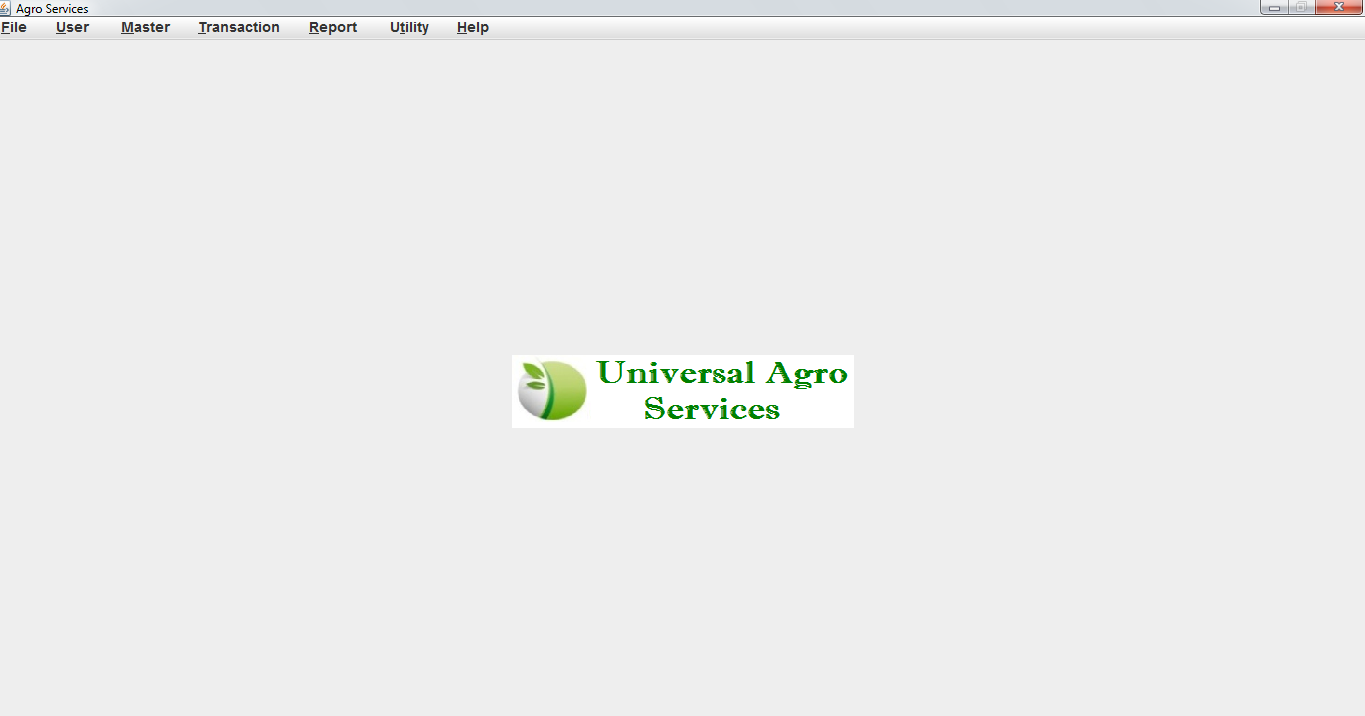 Agro Services
File User Master Transaction Report Utility Help
Universal Agro
Services